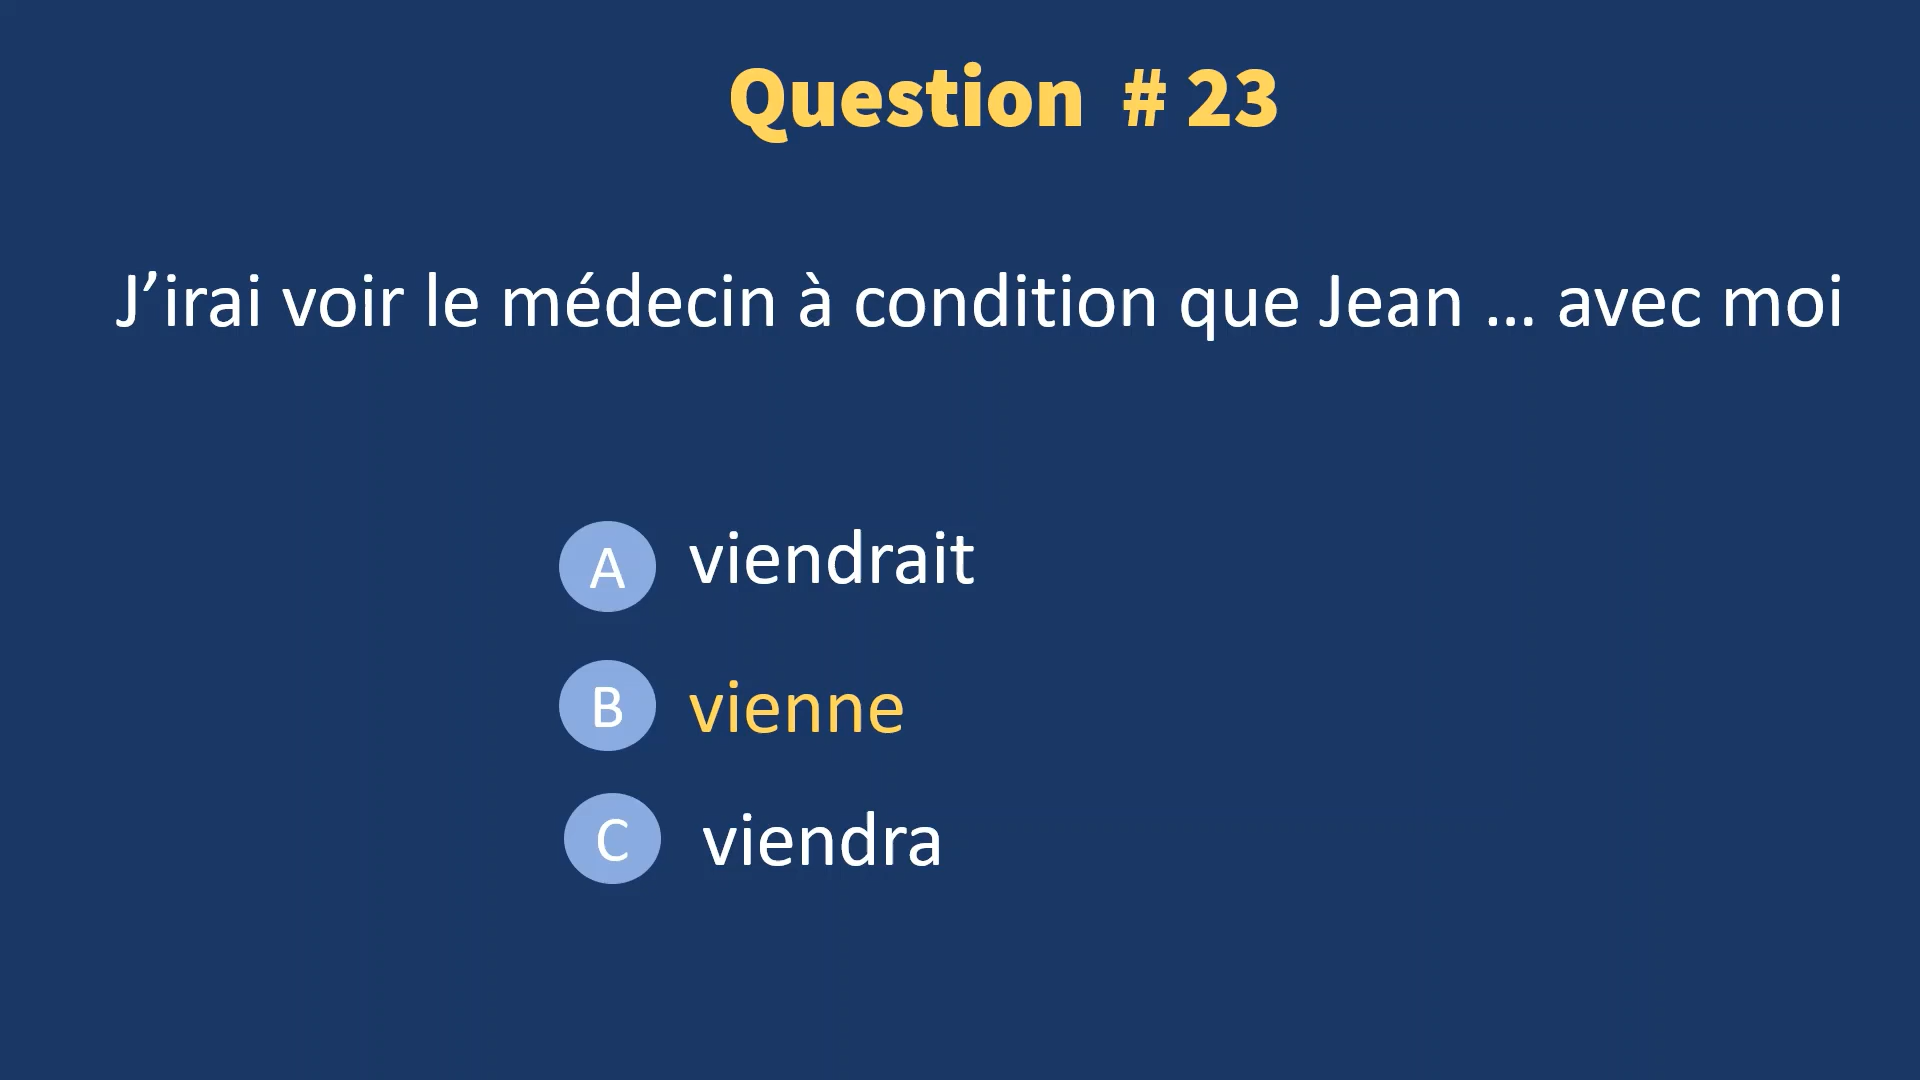 Question # 23
J’irai voir le médecin à condition que Jean ... avec moi
A viendrait
B vienne
C viendra